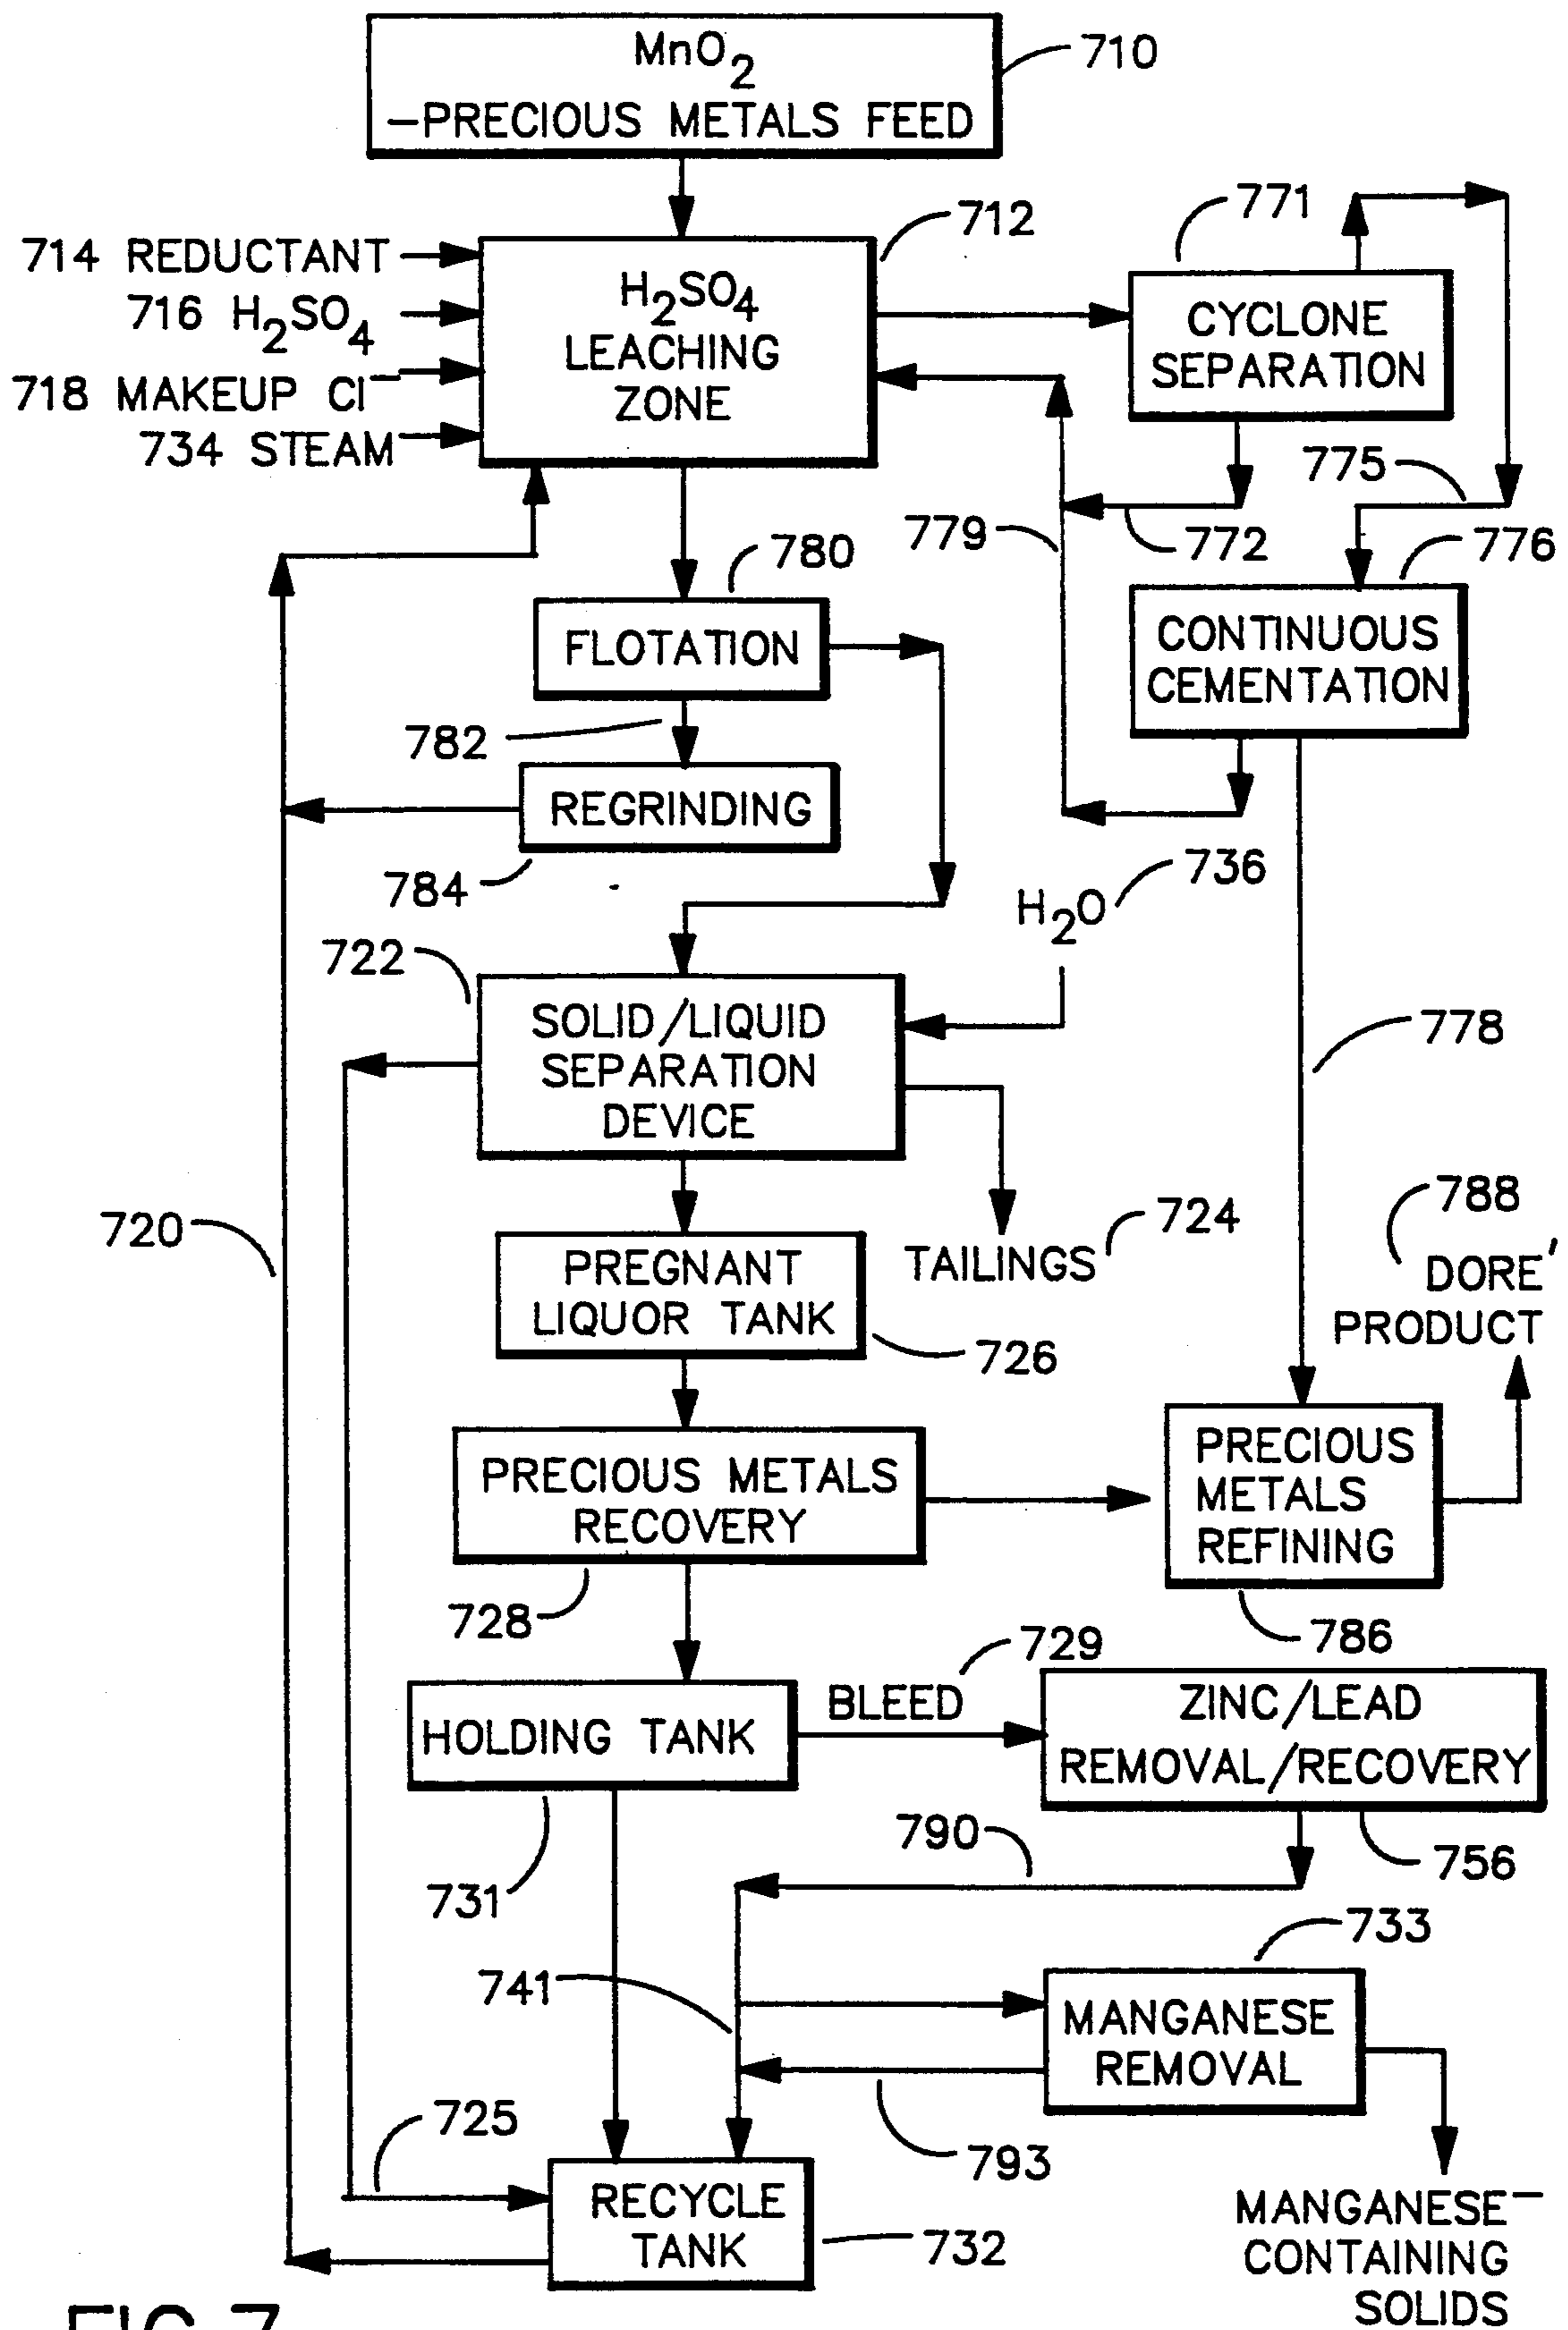 MnO2
710
-PRECIOUS METALS FEED
771
712
714 REDUCTANT
716 H2SO4
718 MAKEUP Cl–
734 STEAM
H2SO4
LEACHING
ZONE
CYCLONE
SEPARATION
775
779
772
776
780
FLOTATION
CONTINUOUS
CEMENTATION
782
REGRINDING
784
736
H2O
722
SOLID/LIQUID
SEPARATION
DEVICE
778
720
788
724
TAILINGS
DORE'
PRODUCT
PREGNANT
LIQUOR TANK
726
PRECIOUS METALS
RECOVERY
PRECIOUS
METALS
REFINING
728
786
729
BLEED
HOLDING TANK
ZINC/LEAD
REMOVAL/RECOVERY
790
756
731
733
741
MANGANESE
REMOVAL
725
793
RECYCLE
TANK
732
MANGANESE–
CONTAINING
SOLIDS
FIG.7